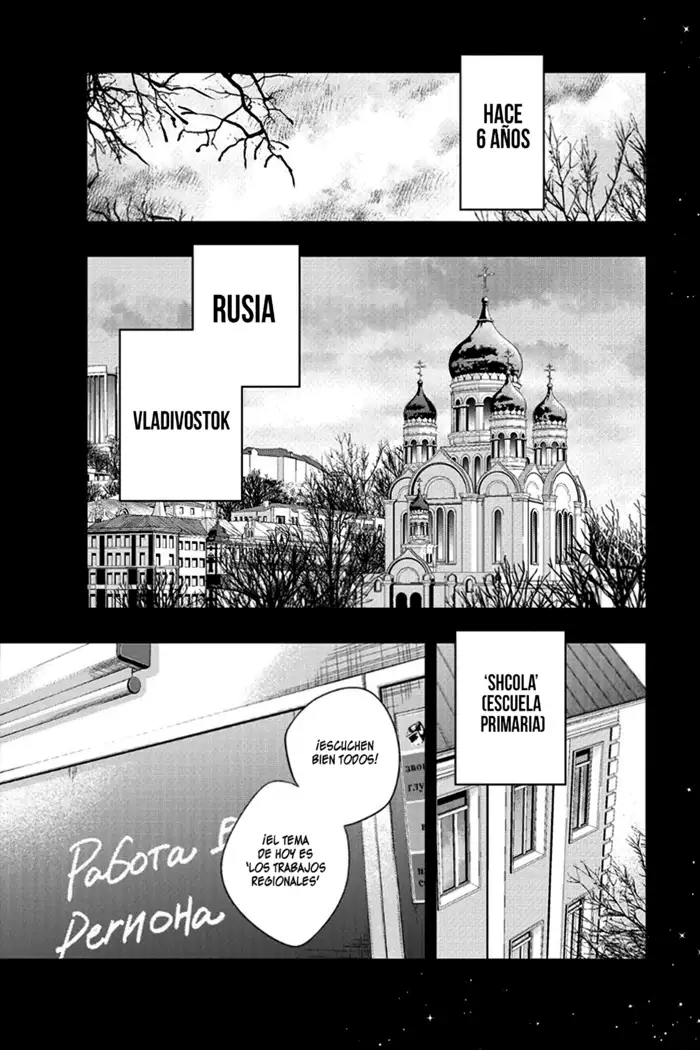 HACE
6 AÑOS
RUSIA
VLADIVOSTOK
'SHCOLA'
(ESCUELA
PRIMARIA)
¡ESCUCHEN
BIEN TODOS!
¡EL TEMA
DE HOY ES
'LOS TRABAJOS
REGIONALES'
Работа в
региона